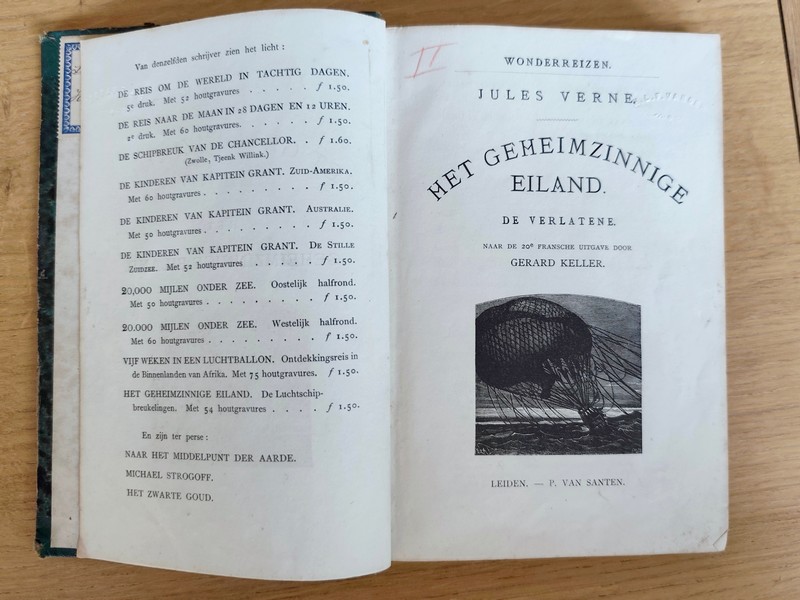 Van denzelfden schrijver zien het licht:
DE REIS OM DE WERELD IN TACHTIG DAGEN.
5e druk. Met 52 houtgravures . . . . . . f 1.50.
DE REIS NAAR DE MAAN IN 28 DAGEN EN 12 UREN.
2e druk. Met 60 houtgravures. . . . . . f 1.50.
DE SCHIPBREUK VAN DE CHANCELLOR. . f 1.60.
(Zwolle, Tjeenk Willink.)
DE KINDEREN VAN KAPITEIN GRANT. ZUID-AMERIKA.
Met 60 houtgravures . . . . . . . . . f 1.50.
DE KINDEREN VAN KAPITEIN GRANT. AUSTRALIE.
Met 50 houtgravures . . . . . . . . . f 1.50.
DE KINDEREN VAN KAPITEIN GRANT. DE STILLE
ZUIDZEE. Met 52 houtgravures . . . . . f 1.50.
20,000 MIJLEN ONDER ZEE. Oostelijk halfrond.
Met 50 houtgravures . . . . . . . . . f 1.50.
20.000 MIJLEN ONDER ZEE. Westelijk halfrond.
Met 60 houtgravures . . . . . . . . . f 1.50.
VIJF WEKEN IN EEN LUCHTBALLON. Ontdekkingsreis in
de Binnenlanden van Afrika. Met 75 houtgravures. f 1.50.
HET GEHEIMZINNIGE EILAND. De Luchtschip-
breukelingen. Met 54 houtgravures . . . . f 1.50.
En zijn ter perse:
NAAR HET MIDDELPUNT DER AARDE.
MICHAEL STROGOFF.
HET ZWARTE GOUD.
II
WONDERREIZEN.
JULES VERNE.
HET GEHEIMZINNIGE
EILAND.
DE VERLATENE.
NAAR DE 20e FRANSCHE UITGAVE DOOR
GERARD KELLER.
LEIDEN. — P. VAN SANTEN.